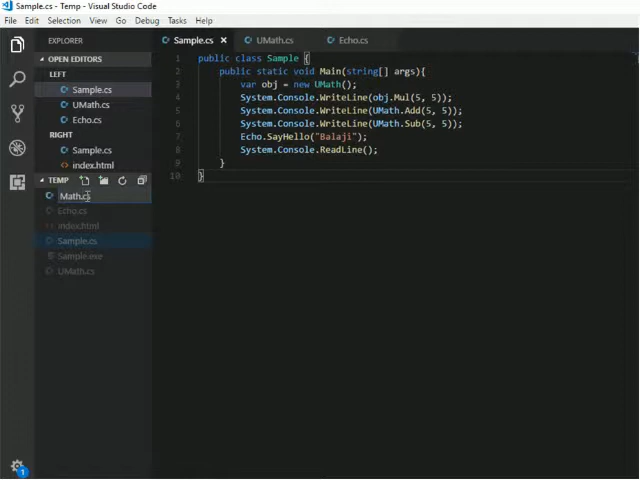 Sample.cs - Temp - Visual Studio Code
File Edit Selection View Go Debug Tasks Help
EXPLORER
OPEN EDITORS
LEFT
Sample.cs
UMath.cs
Echo.cs
RIGHT
Sample.cs
index.html
TEMP
Math.cs
Echo.cs
index.html
Sample.cs
Sample.exe
UMath.cs
1
Sample.cs × UMath.cs Echo.cs
1 public class Sample {
2 public static void Main(string[] args){
3 var obj = new UMath();
4 System.Console.WriteLine(obj.Mul(5, 5));
5 System.Console.WriteLine(UMath.Add(5, 5));
6 System.Console.WriteLine(UMath.Sub(5, 5));
7 Echo.SayHello("Balaji");
8 System.Console.ReadLine();
9 }
10 }